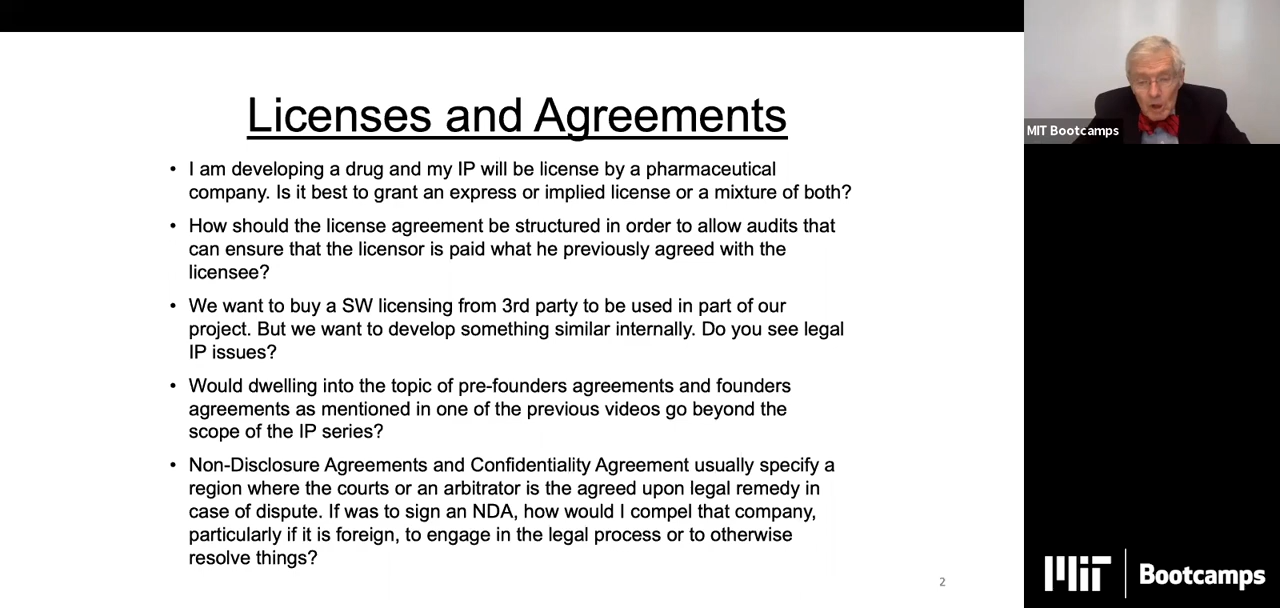 Licenses and Agreements
• I am developing a drug and my IP will be license by a pharmaceutical
company. Is it best to grant an express or implied license or a mixture of both?
• How should the license agreement be structured in order to allow audits that
can ensure that the licensor is paid what he previously agreed with the
licensee?
• We want to buy a SW licensing from 3rd party to be used in part of our
project. But we want to develop something similar internally. Do you see legal
IP issues?
• Would dwelling into the topic of pre-founders agreements and founders
agreements as mentioned in one of the previous videos go beyond the
scope of the IP series?
• Non-Disclosure Agreements and Confidentiality Agreement usually specify a
region where the courts or an arbitrator is the agreed upon legal remedy in
case of dispute. If was to sign an NDA, how would I compel that company,
particularly if it is foreign, to engage in the legal process or to otherwise
resolve things?
2
MIT Bootcamps
MIT | Bootcamps